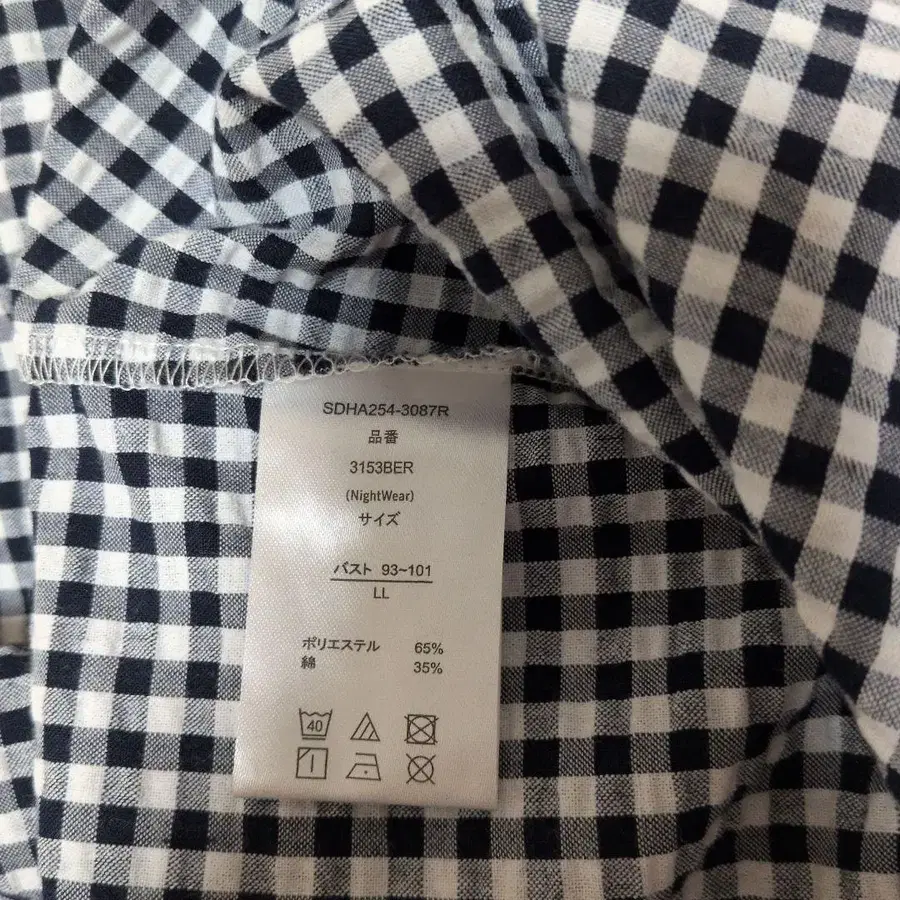 SDHA254-3087R
品番
3153BER
(NightWear)
サイズ
バスト 93~101
LL
ポリエステル 65%
綿 35%
40